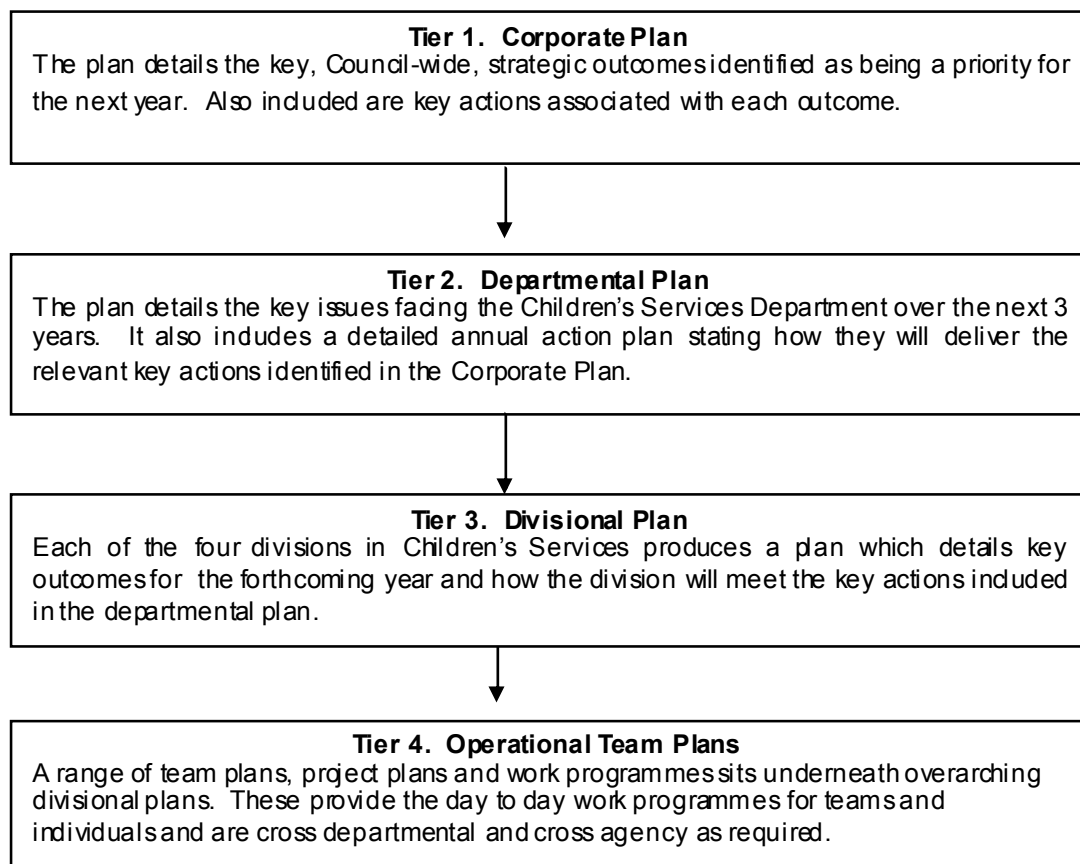 Tier 1. Corporate Plan
The plan details the key, Council-wide, strategic outcomes identified as being a priority for
the next year. Also included are key actions associated with each outcome.
Tier 2. Departmental Plan
The plan details the key issues facing the Children’s Services Department over the next 3
years. It also includes a detailed annual action plan stating how they will deliver the
relevant key actions identified in the Corporate Plan.
Tier 3. Divisional Plan
Each of the four divisions in Children’s Services produces a plan which details key
outcomes for the forthcoming year and how the division will meet the key actions included
in the departmental plan.
Tier 4. Operational Team Plans
A range of team plans, project plans and work programmes sits underneath overarching
divisional plans. These provide the day to day work programmes for teams and
individuals and are cross departmental and cross agency as required.